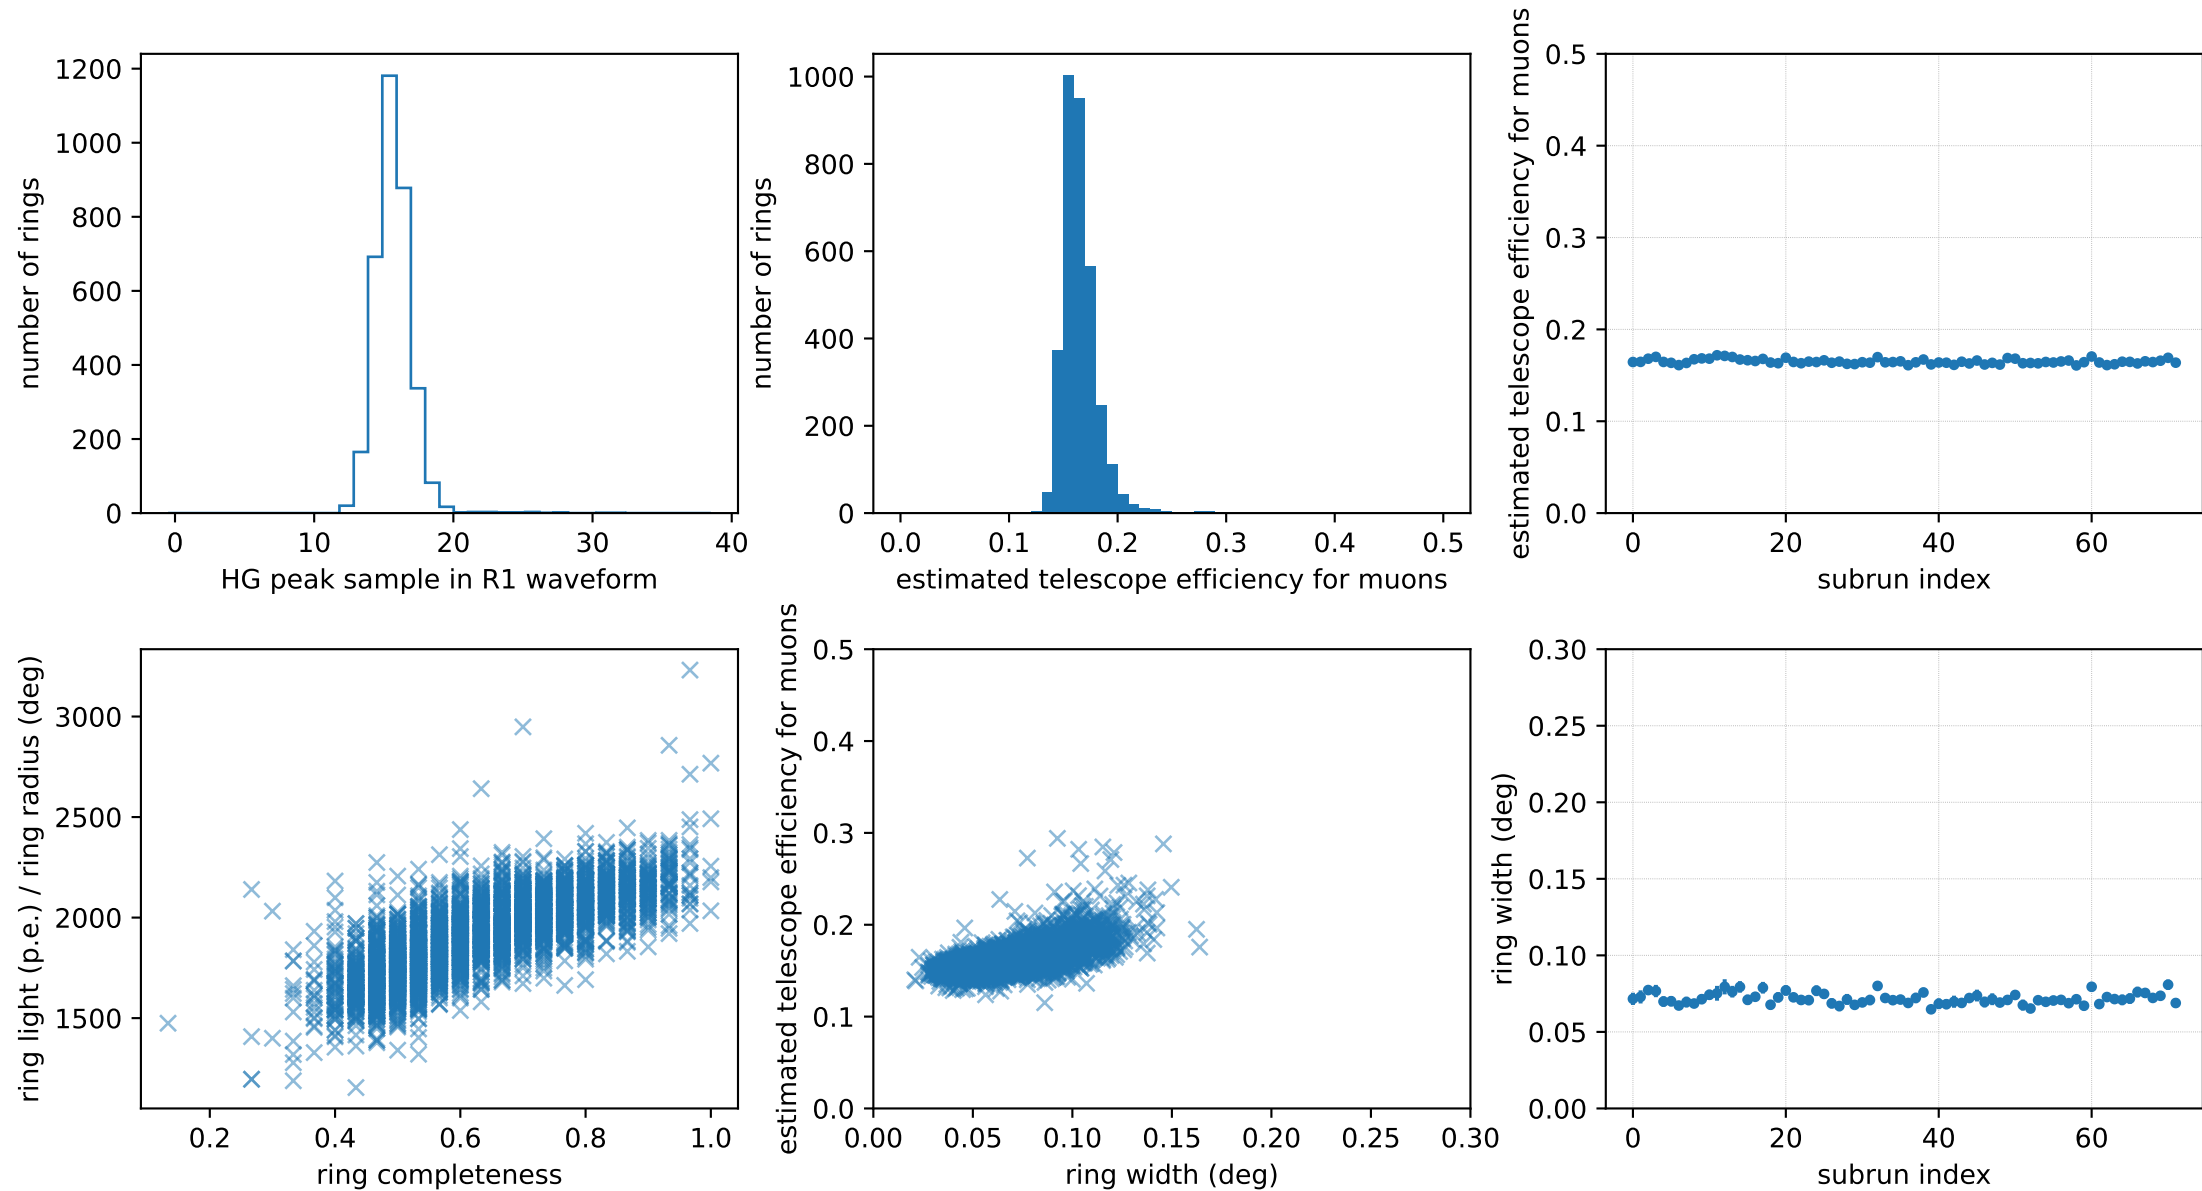 number of rings
1200
1000
800
600
400
200
0
0 10 20 30 40
HG peak sample in R1 waveform
number of rings
1000
800
600
400
200
0
0.0 0.1 0.2 0.3 0.4 0.5
estimated telescope efficiency for muons
estimated telescope efficiency for muons
0.5
0.4
0.3
0.2
0.1
0.0
0 20 40 60
subrun index
ring light (p.e.) / ring radius (deg)
3000
2500
2000
1500
0.2 0.4 0.6 0.8 1.0
ring completeness
estimated telescope efficiency for muons
0.5
0.4
0.3
0.2
0.1
0.0
0.00 0.05 0.10 0.15 0.20 0.25 0.30
ring width (deg)
ring width (deg)
0.30
0.25
0.20
0.15
0.10
0.05
0.00
0 20 40 60
subrun index